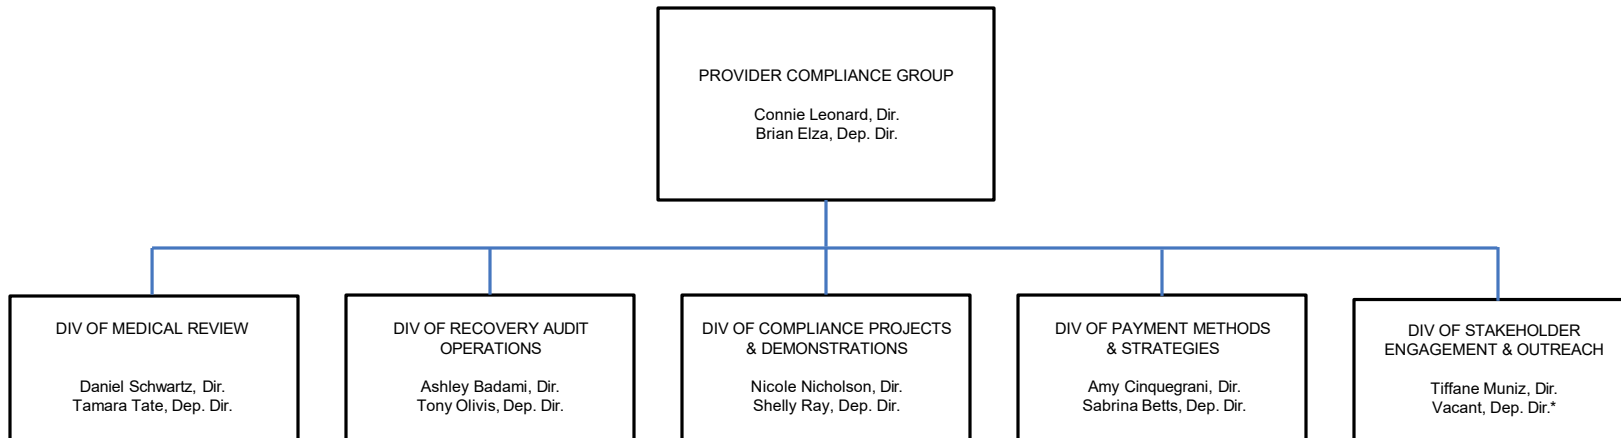 PROVIDER COMPLIANCE GROUP
Connie Leonard, Dir.
Brian Elza, Dep. Dir.
DIV OF MEDICAL REVIEW
Daniel Schwartz, Dir.
Tamara Tate, Dep. Dir.
DIV OF RECOVERY AUDIT
OPERATIONS
Ashley Badami, Dir.
Tony Olivis, Dep. Dir.
DIV OF COMPLIANCE PROJECTS
& DEMONSTRATIONS
Nicole Nicholson, Dir.
Shelly Ray, Dep. Dir.
DIV OF PAYMENT METHODS
& STRATEGIES
Amy Cinquegrani, Dir.
Sabrina Betts, Dep. Dir.
DIV OF STAKEHOLDER
ENGAGEMENT & OUTREACH
Tiffane Muniz, Dir.
Vacant, Dep. Dir.*